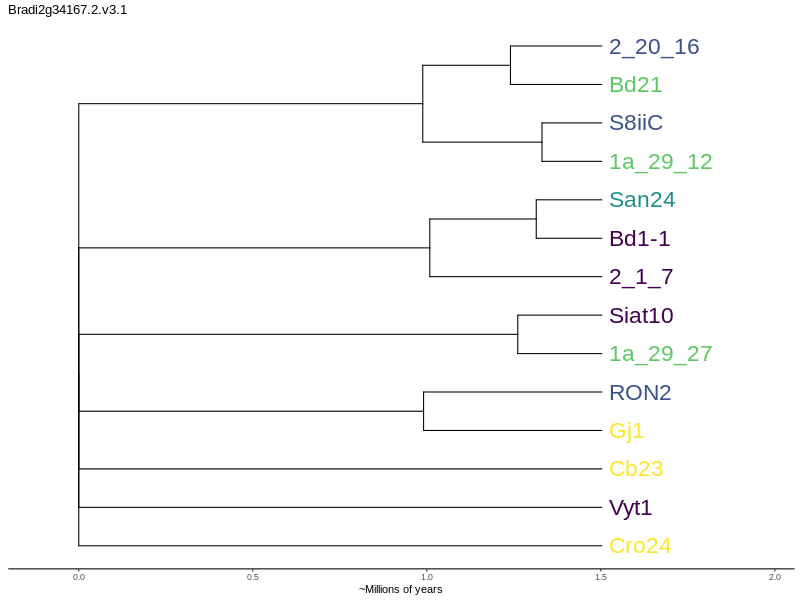 Bradi2g34167.2.v3.1
2_20_16
Bd21
S8iiC
1a_29_12
San24
Bd1-1
2_1_7
Siat10
1a_29_27
RON2
Gj1
Cb23
Vyt1
Cro24
0.0 0.5 1.0 1.5 2.0
~Millions of years